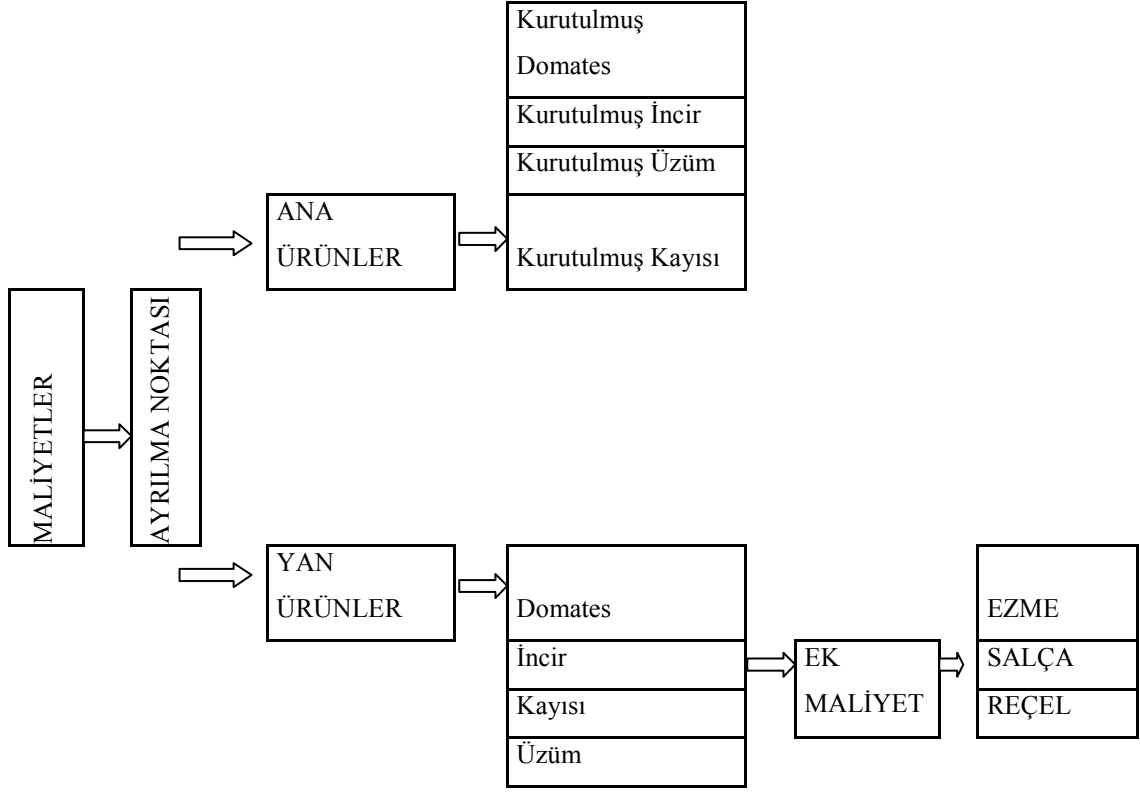 Kurutulmuş
Domates
Kurutulmuş İncir
Kurutulmuş Üzüm
Kurutulmuş Kayısı
ANA
ÜRÜNLER
MALİYETLER
AYRILMA NOKTASI
YAN
ÜRÜNLER
Domates
İncir
Kayısı
Üzüm
EK
MALİYET
EZME
SALÇA
REÇEL